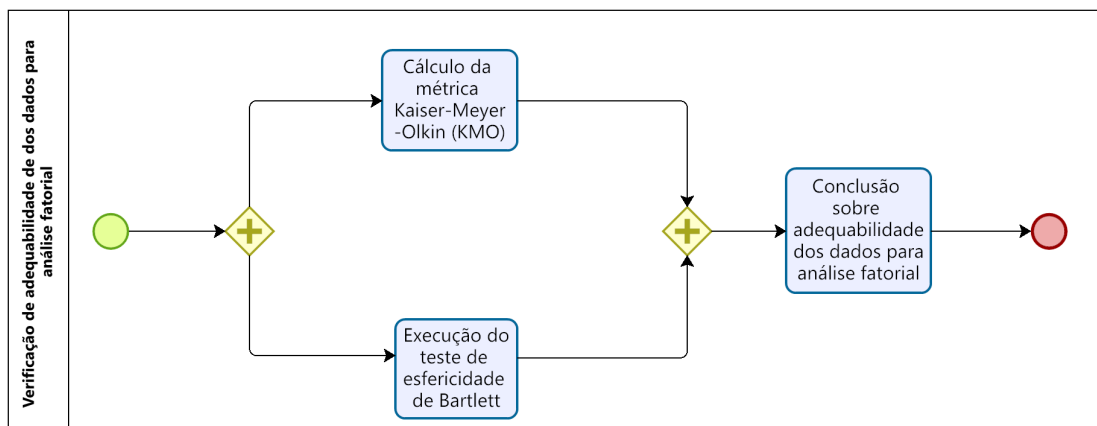 Verificação de adequabilidade de dos dados para
análise fatorial
Cálculo da
métrica
Kaiser-Meyer
-Olkin (KMO)
Execução do
teste de
esfericidade
de Bartlett
Conclusão
sobre
adequabilidade
dos dados para
análise fatorial